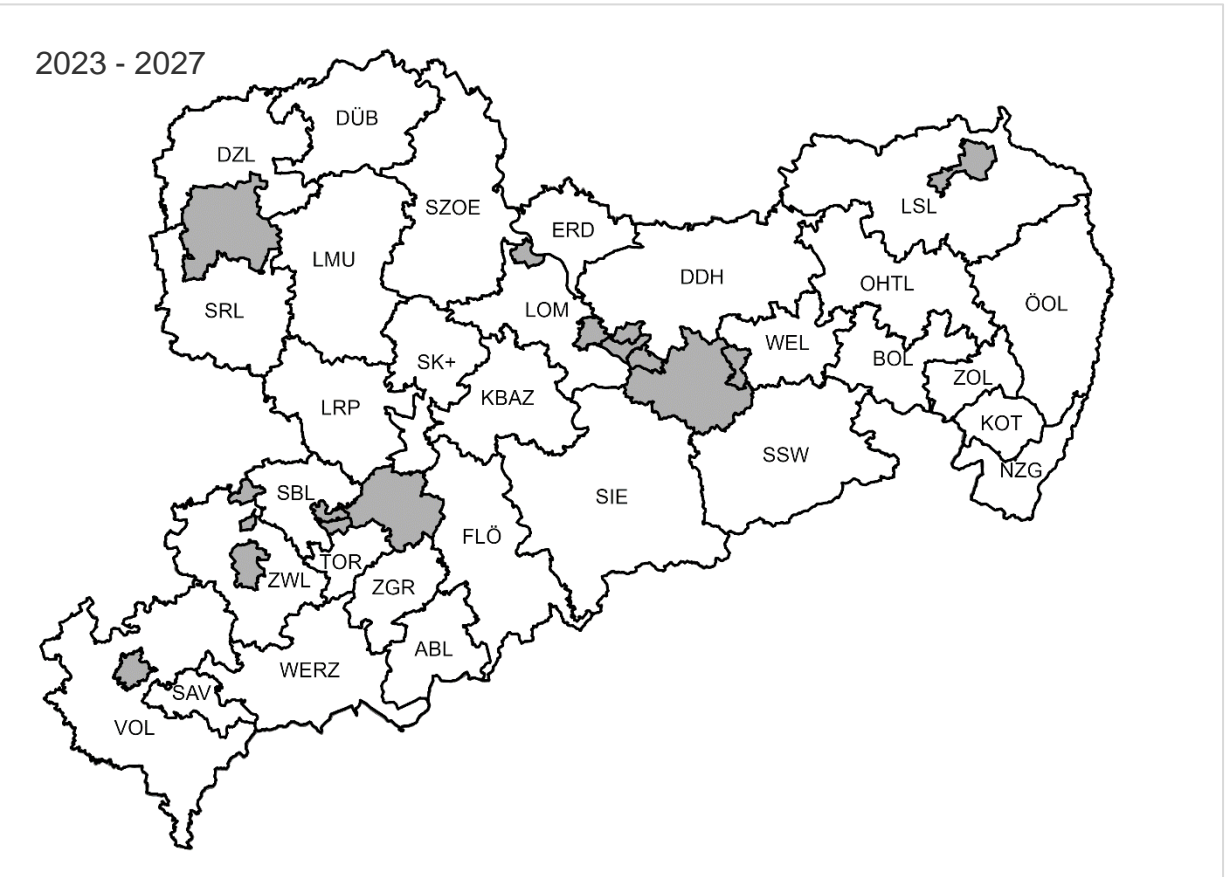 2023 - 2027
DÜB
DZL
SZOE
LSL
ERD
LMU
DDH
OHTL
ÖOL
SRL
LOM
WEL
BOL
SK+
ZOL
KBAZ
LRP
KOT
SSW
NZG
SBL
SIE
FLÖ
TOR
ZWL
ZGR
ABL
WERZ
SAV
VOL